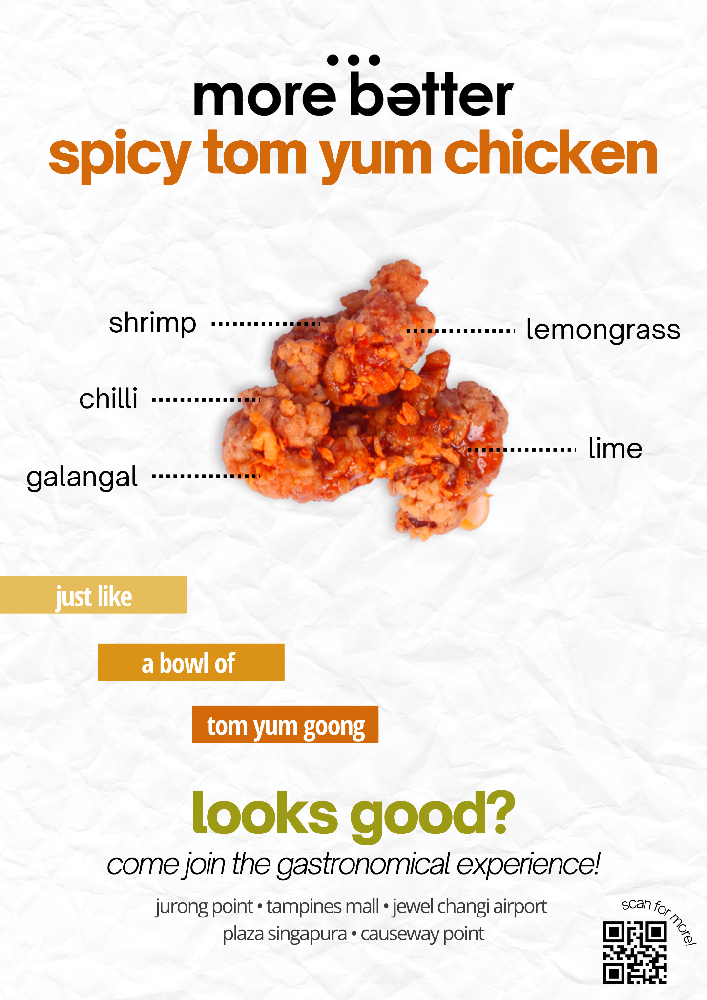 more bətter
spicy tom yum chicken
shrimp
lemongrass
chilli
lime
galangal
just like
a bowl of
tom yum goong
looks good?
come join the gastronomical experience!
jurong point • tampines mall • jewel changi airport
plaza singapura • causeway point
scan for more!